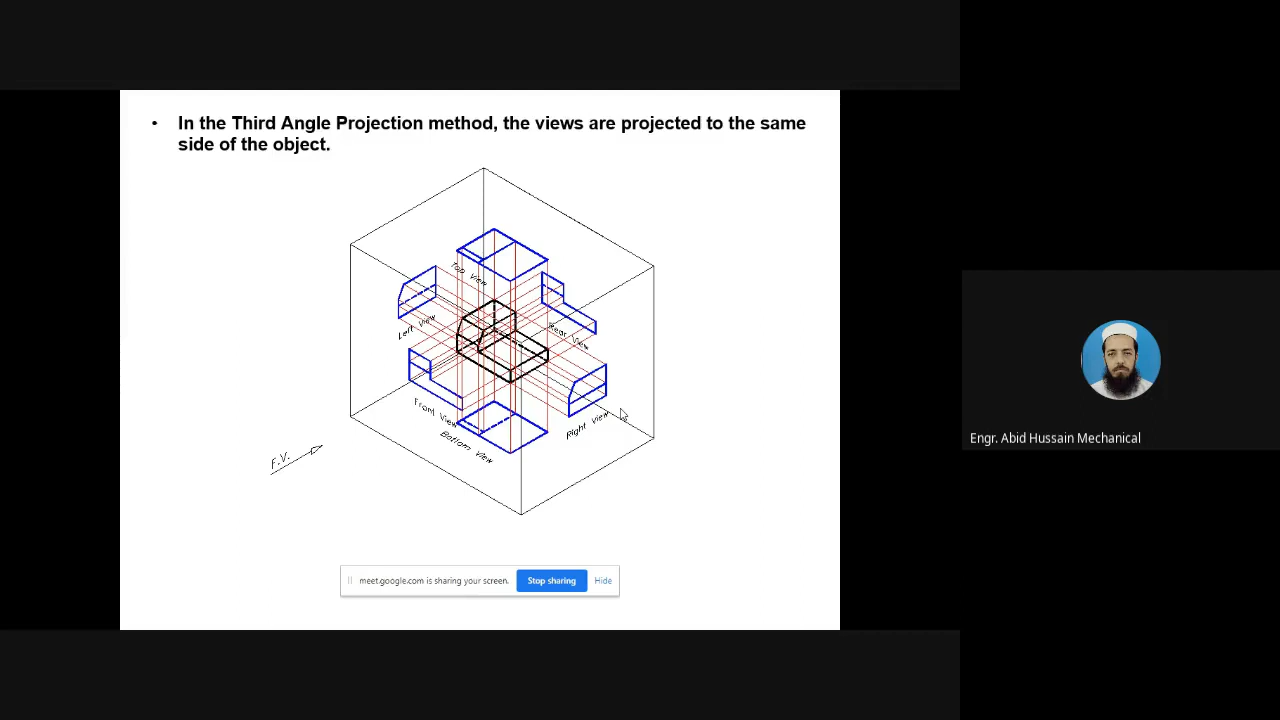 • In the Third Angle Projection method, the views are projected to the same
side of the object.
Top View
Left View
Rear View
Front View
Right View
Bottom View
F.V.
Engr. Abid Hussain Mechanical
meet.google.com is sharing your screen. Stop sharing Hide